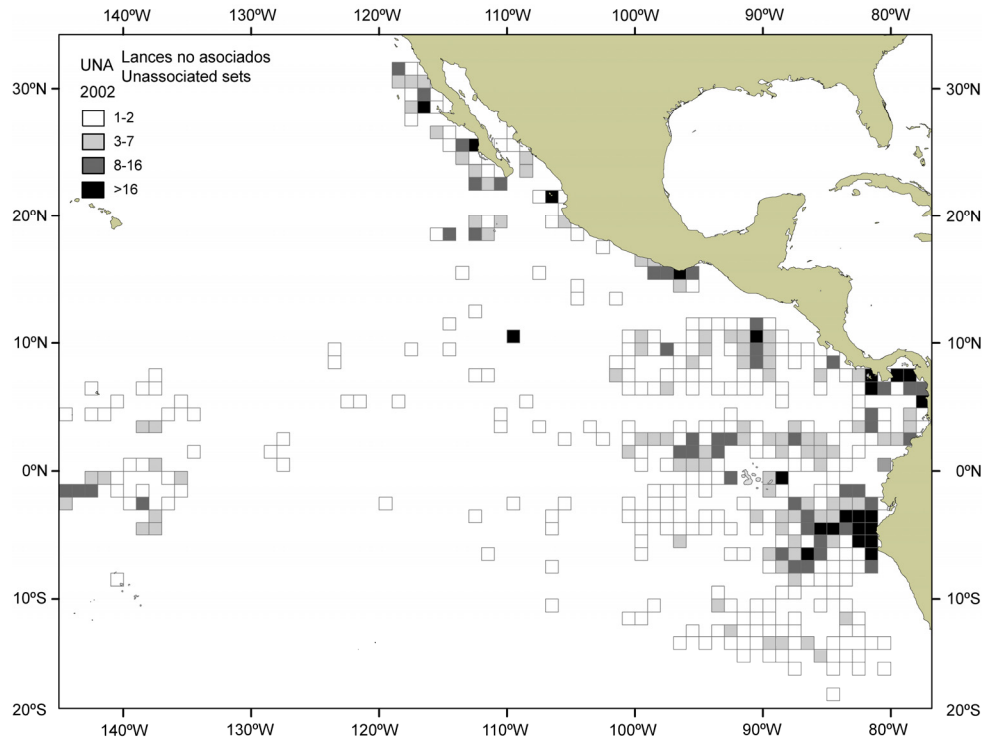 140ºW 130ºW 120ºW 110ºW 100ºW 90ºW 80ºW
UNA Lances no asociados
Unassociated sets
2002
1-2
3-7
8-16
>16
30ºN 30ºN
20ºN 20ºN
10ºN 10ºN
0ºN 0ºN
10ºS 10ºS
20ºS 20ºS
140ºW 130ºW 120ºW 110ºW 100ºW 90ºW 80ºW